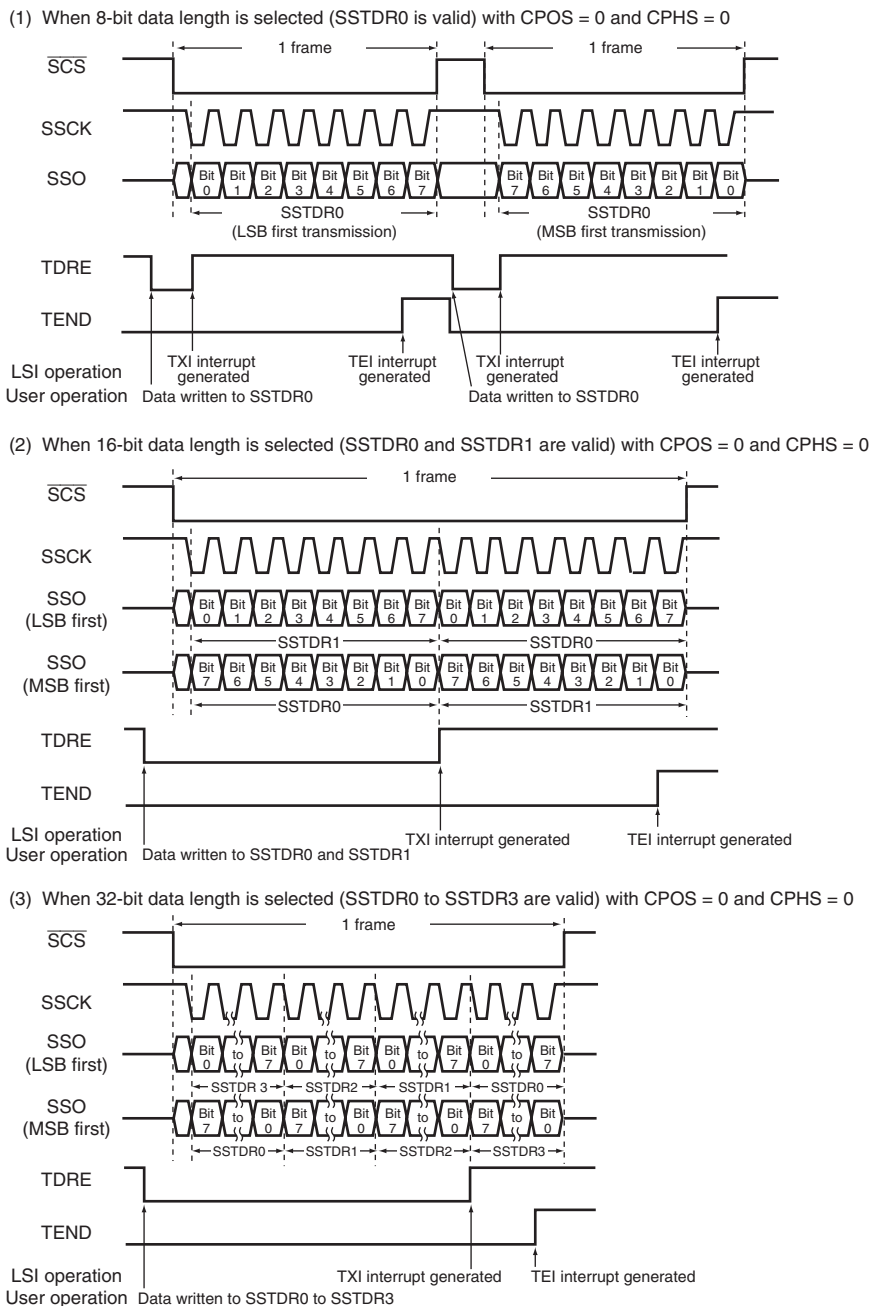 (1) When 8-bit data length is selected (SSTDR0 is valid) with CPOS = 0 and CPHS = 0
1 frame 1 frame
SCS
SSCK
SSO Bit 0 Bit 1 Bit 2 Bit 3 Bit 4 Bit 5 Bit 6 Bit 7 Bit 7 Bit 6 Bit 5 Bit 4 Bit 3 Bit 2 Bit 1 Bit 0
SSTDR0 SSTDR0
(LSB first transmission) (MSB first transmission)
TDRE
TEND
LSI operation TXI interrupt generated TEI interrupt generated TXI interrupt generated TEI interrupt generated
User operation Data written to SSTDR0 Data written to SSTDR0
(2) When 16-bit data length is selected (SSTDR0 and SSTDR1 are valid) with CPOS = 0 and CPHS = 0
1 frame
SCS
SSCK
SSO (LSB first) Bit 0 Bit 1 Bit 2 Bit 3 Bit 4 Bit 5 Bit 6 Bit 7 Bit 0 Bit 1 Bit 2 Bit 3 Bit 4 Bit 5 Bit 6 Bit 7
SSTDR1 SSTDR0
SSO (MSB first) Bit 7 Bit 6 Bit 5 Bit 4 Bit 3 Bit 2 Bit 1 Bit 0 Bit 7 Bit 6 Bit 5 Bit 4 Bit 3 Bit 2 Bit 1 Bit 0
SSTDR0 SSTDR1
TDRE
TEND
LSI operation TXI interrupt generated TEI interrupt generated
User operation Data written to SSTDR0 and SSTDR1
(3) When 32-bit data length is selected (SSTDR0 to SSTDR3 are valid) with CPOS = 0 and CPHS = 0
1 frame
SCS
SSCK
SSO (LSB first) Bit 0 to Bit 7 Bit 0 to Bit 7 Bit 0 to Bit 7 Bit 0 to Bit 7
SSTDR 3 SSTDR2 SSTDR1 SSTDR0
SSO (MSB first) Bit 7 to Bit 0 Bit 7 to Bit 0 Bit 7 to Bit 0 Bit 7 to Bit 0
SSTDR0 SSTDR1 SSTDR2 SSTDR3
TDRE
TEND
LSI operation TXI interrupt generated TEI interrupt generated
User operation Data written to SSTDR0 to SSTDR3